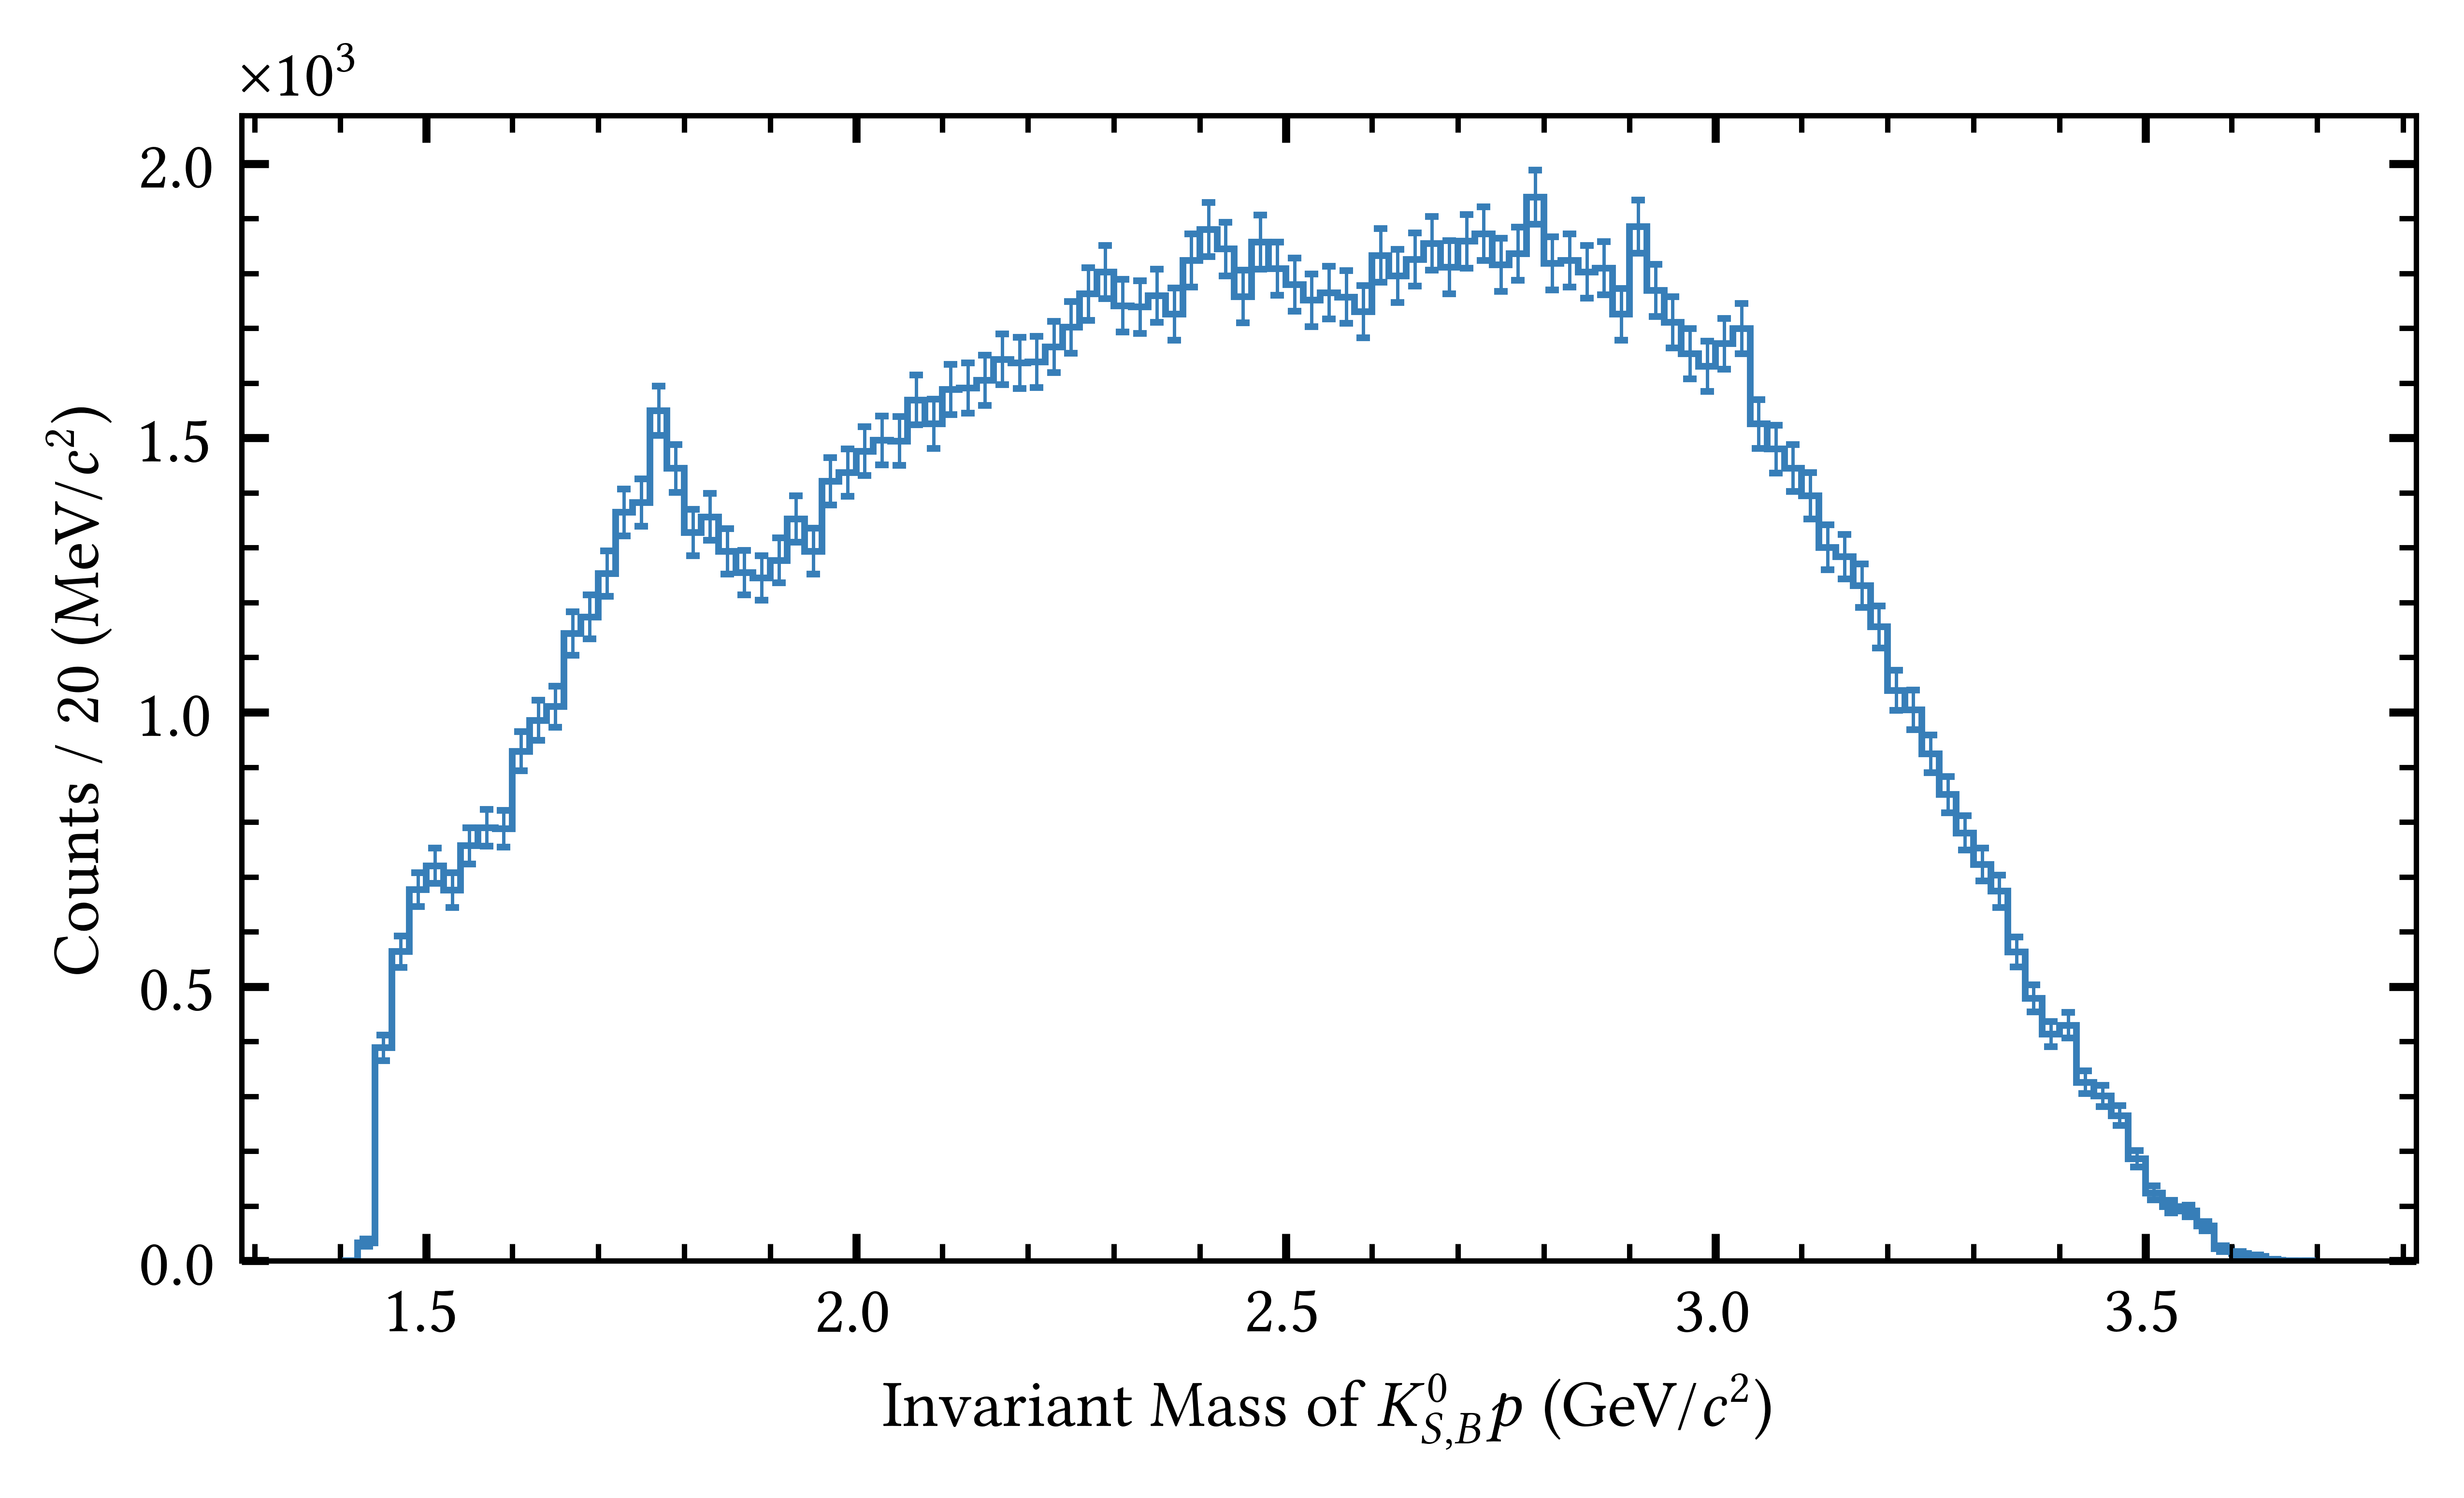 ×10³
2.0
1.5
1.0
0.5
0.0
Counts / 20 (MeV/c²)
1.5 2.0 2.5 3.0 3.5
Invariant Mass of K⁰_{S,B} p (GeV/c²)